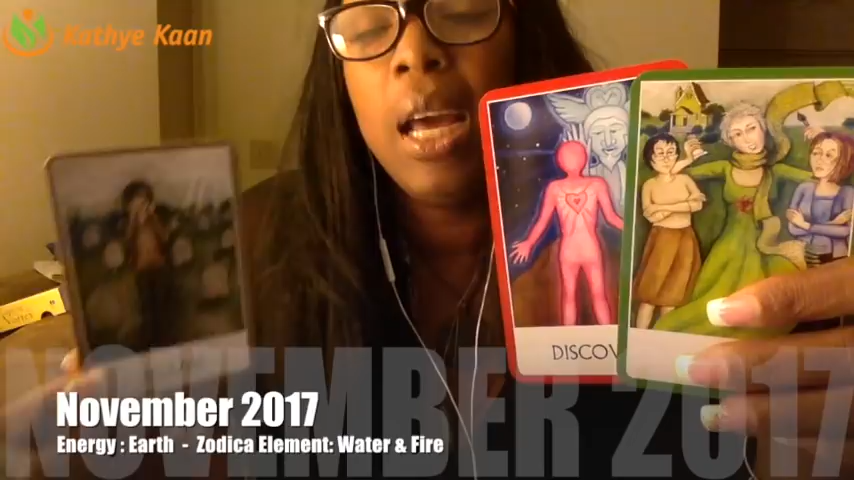 Kathye Kaan
DISCOV
NOVEMBER 2017
November 2017
Energy : Earth - Zodica Element: Water & Fire